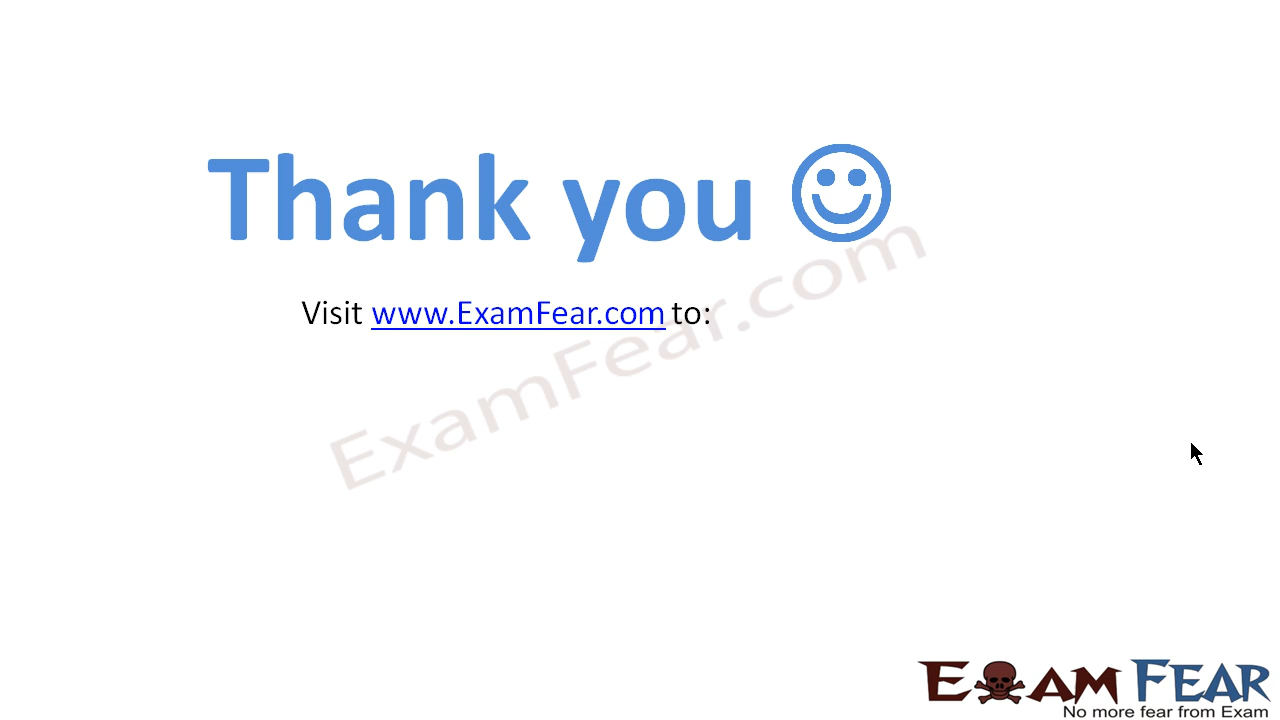 Thank you ☺
Visit www.ExamFear.com to:
ExamFear.com
EXAM FEAR
No more fear from Exam